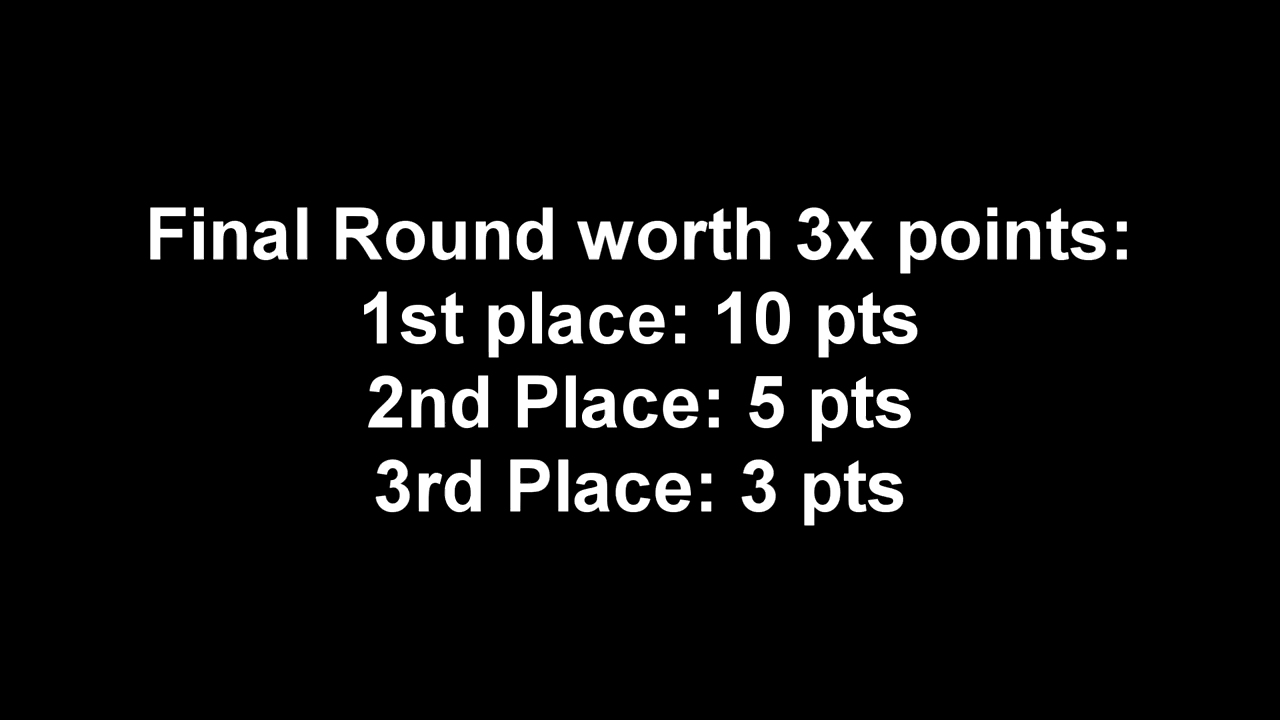 Final Round worth 3x points:
1st place: 10 pts
2nd Place: 5 pts
3rd Place: 3 pts